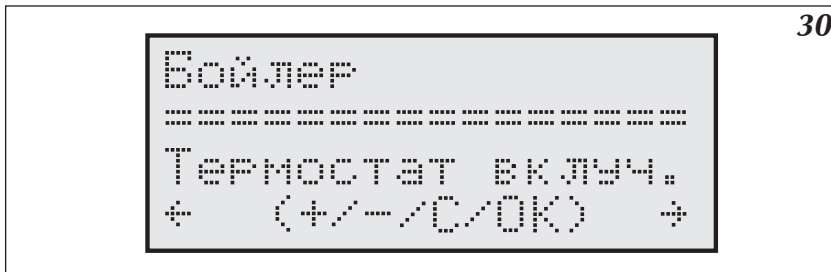 30
Бойлер
================
Термостат включ.
← (+/-/C/OK) →